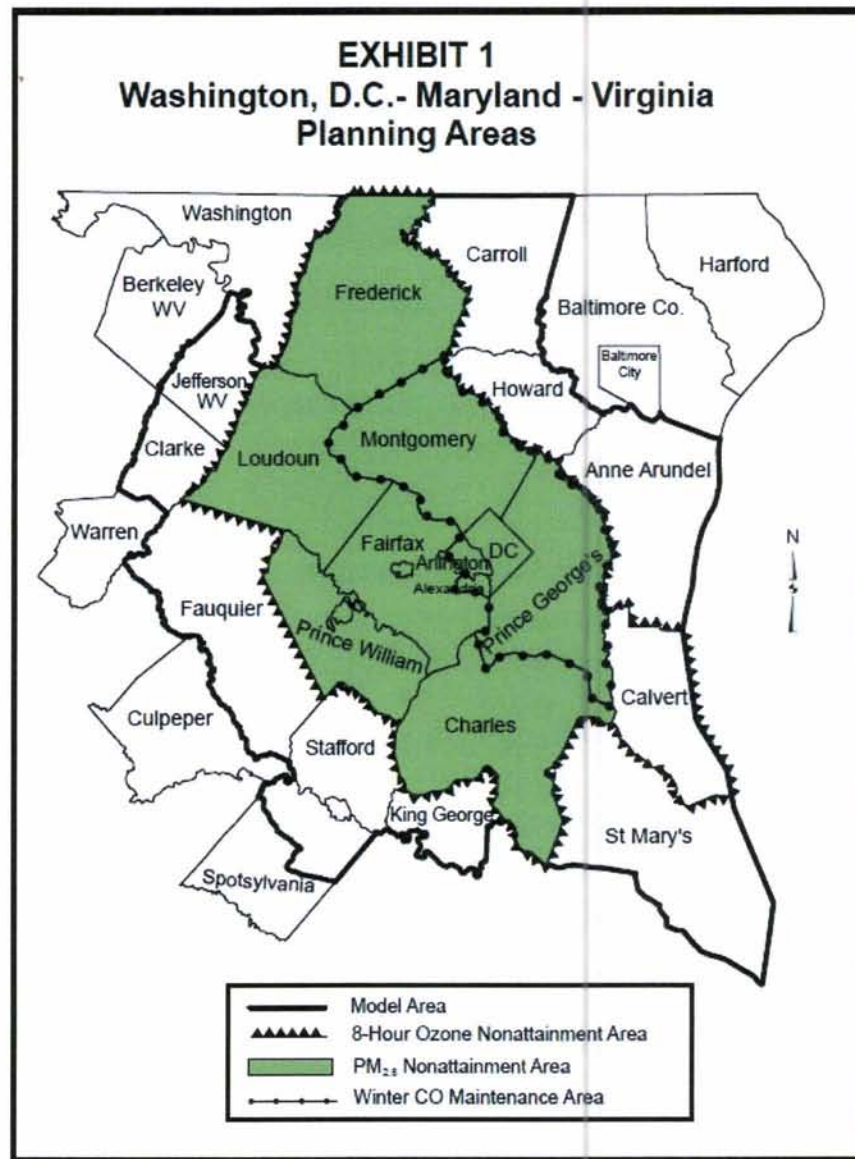 EXHIBIT 1
Washington, D.C.- Maryland - Virginia
Planning Areas
Washington
Carroll
Harford
Berkeley
WV
Frederick
Baltimore Co.
Baltimore
City
Jefferson
WV
Howard
Clarke
Montgomery
Loudoun
Anne Arundel
Warren
N
Fairfax
DC
Arlington
Alexandria
Fauquier
Prince George's
Prince William
Calvert
Culpeper
Charles
Stafford
King George
St Mary's
Spotsylvania
Model Area
8-Hour Ozone Nonattainment Area
PM2.5 Nonattainment Area
Winter CO Maintenance Area